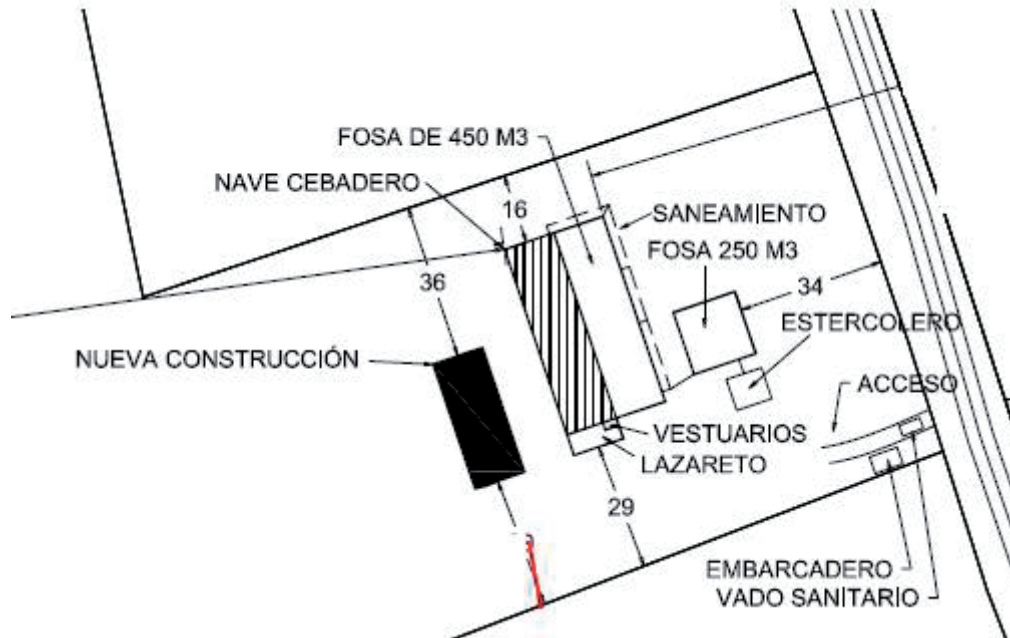 FOSA DE 450 M3
NAVE CEBADERO
16
SANEAMIENTO
FOSA 250 M3
36
34
ESTERCOLERO
NUEVA CONSTRUCCIÓN
ACCESO
VESTUARIOS
LAZARETO
29
EMBARCADERO
VADO SANITARIO